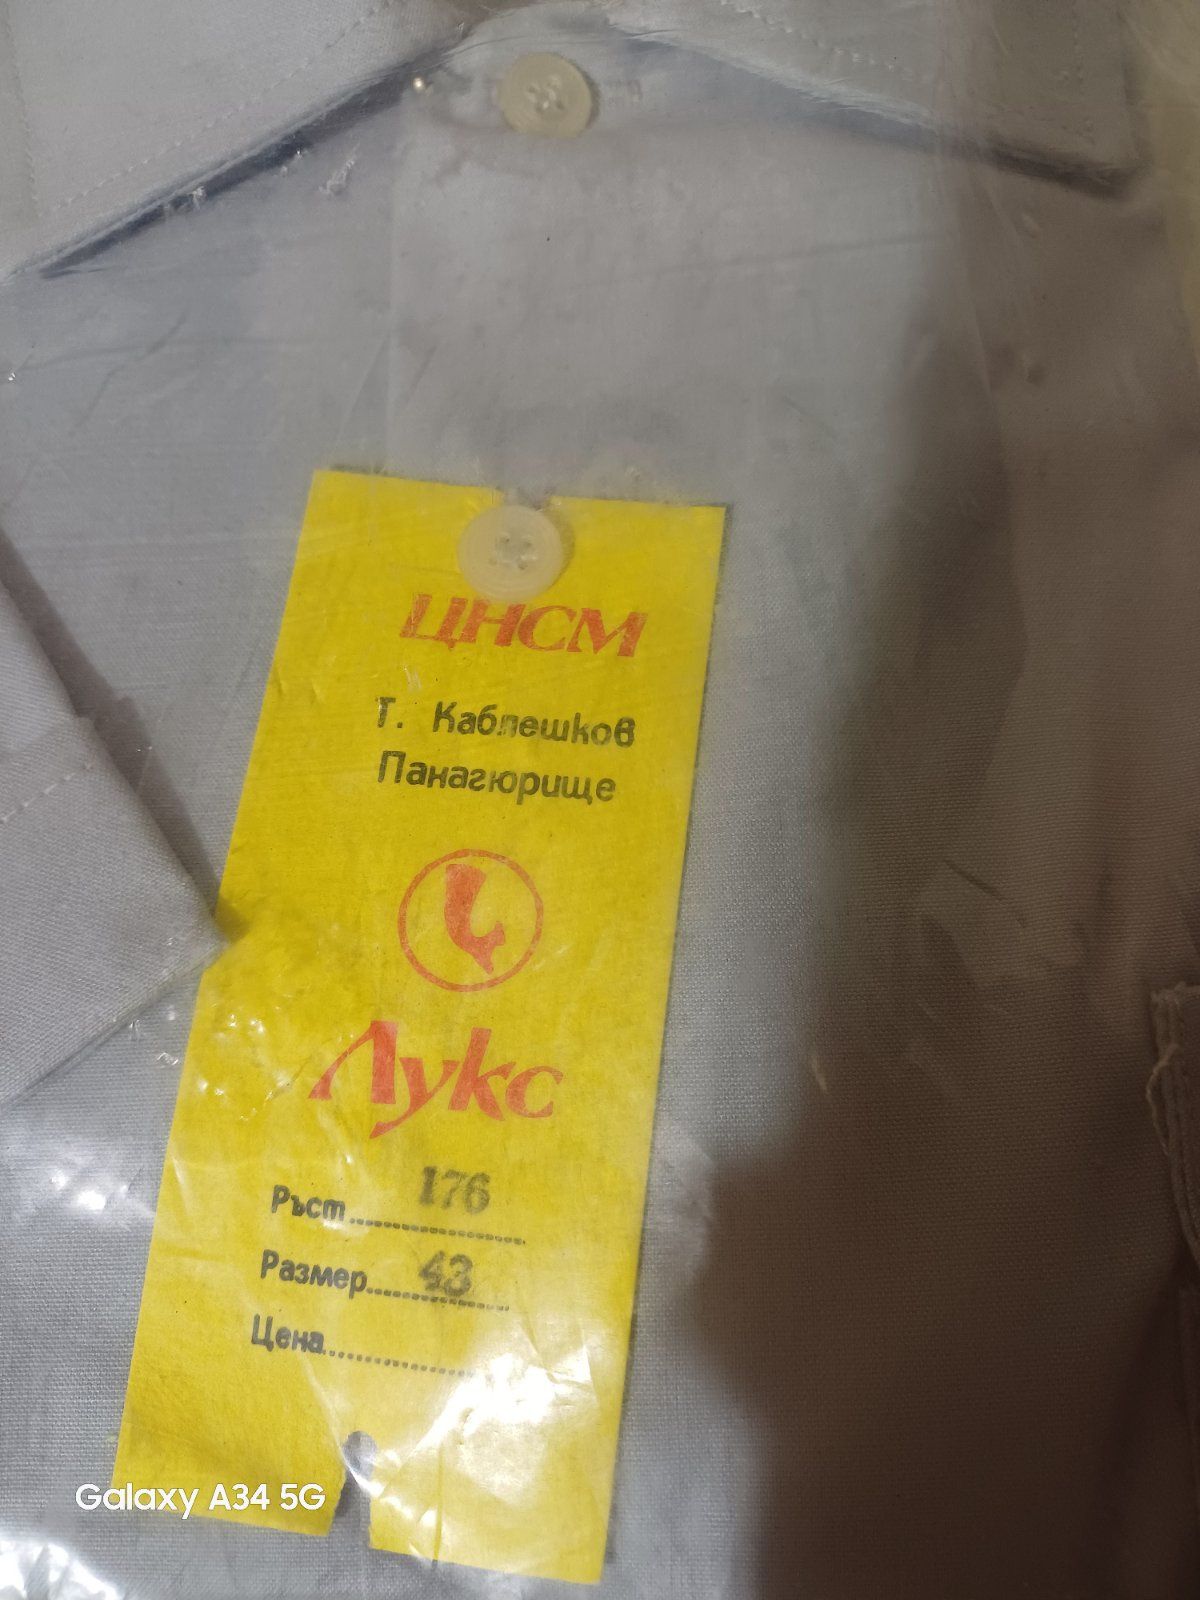 ЦНСМ
Т. Каблешков
Панагюрище
Лукс
Ръст 176
Размер 43
Цена
Galaxy A34 5G